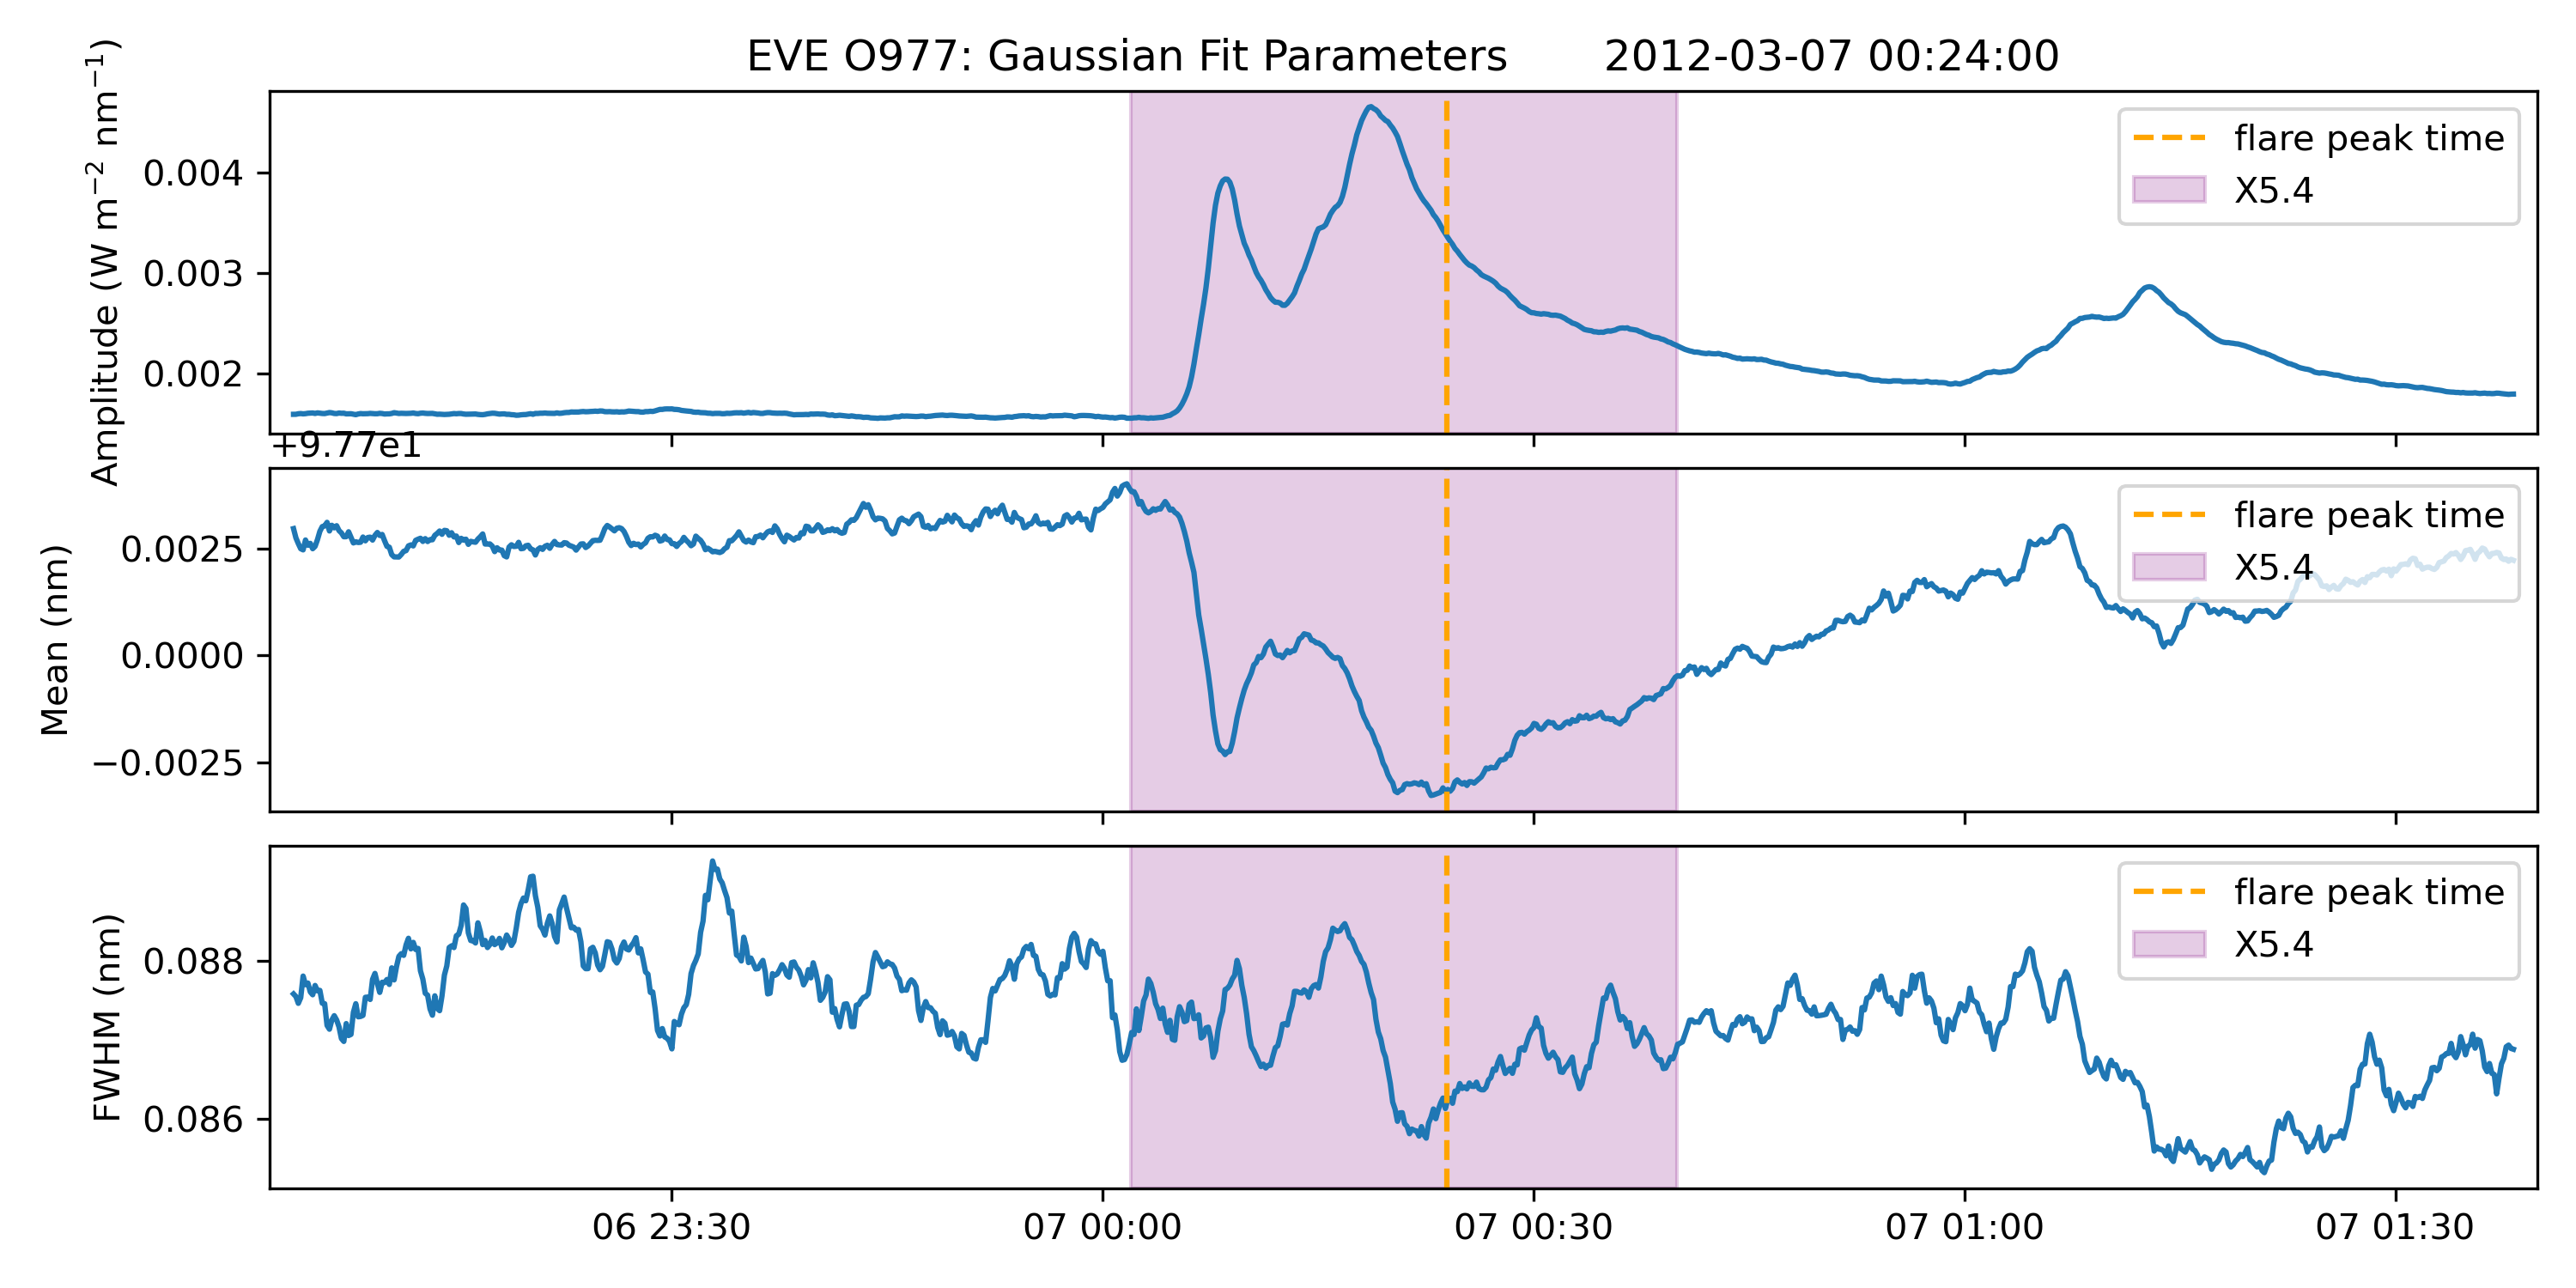 EVE O977: Gaussian Fit Parameters 2012-03-07 00:24:00
Amplitude (W m⁻² nm⁻¹)
0.004
0.003
0.002
flare peak time
X5.4
+9.77e1
Mean (nm)
0.0025
0.0000
−0.0025
flare peak time
X5.4
FWHM (nm)
0.088
0.086
flare peak time
X5.4
06 23:30 07 00:00 07 00:30 07 01:00 07 01:30